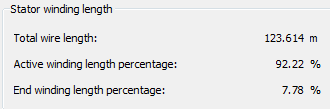 Stator winding length
Total wire length: 123.614 m
Active winding length percentage: 92.22 %
End winding length percentage: 7.78 %